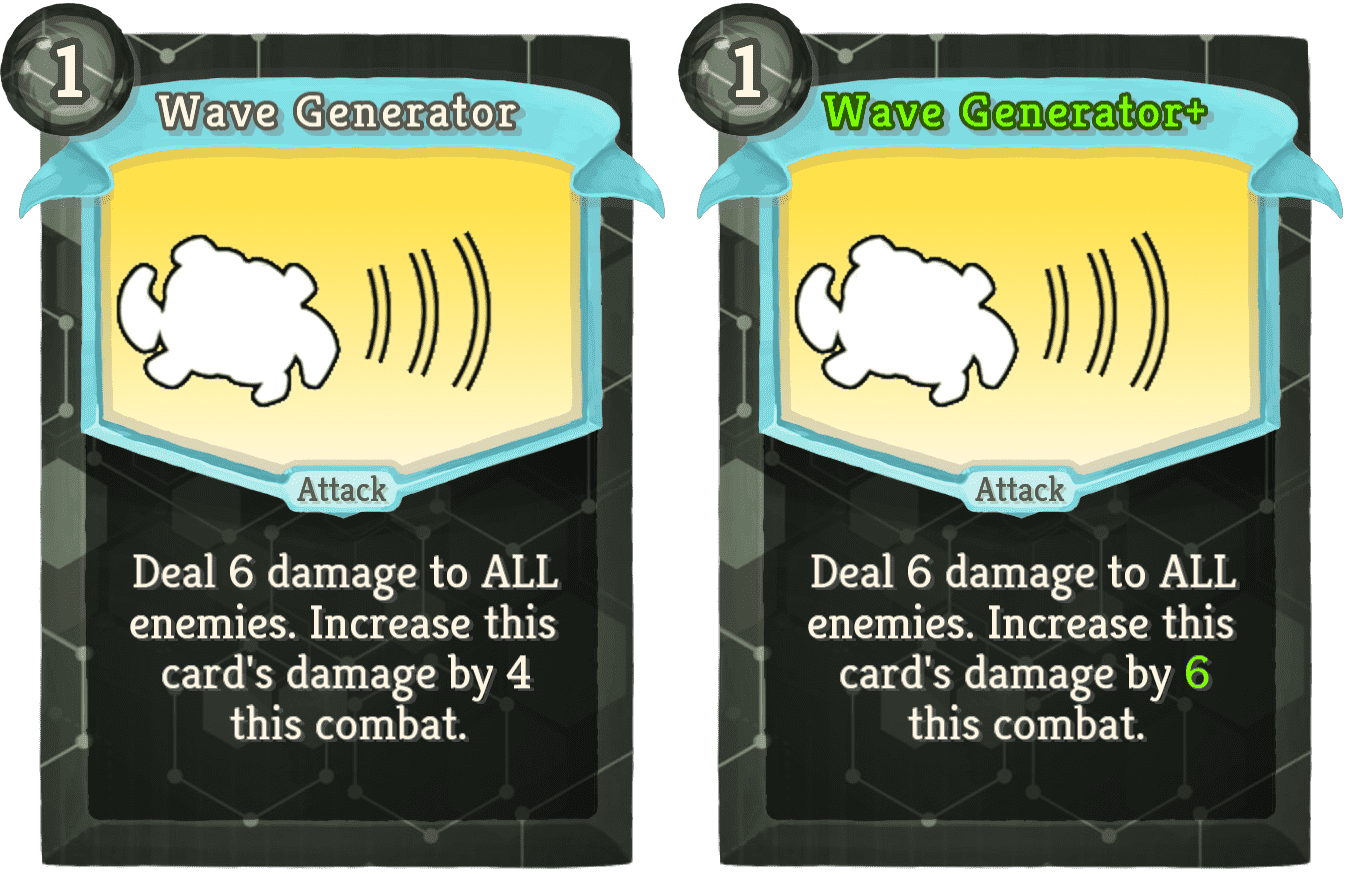 1
Wave Generator
Attack
Deal 6 damage to ALL
enemies. Increase this
card's damage by 4
this combat.
1
Wave Generator+
Attack
Deal 6 damage to ALL
enemies. Increase this
card's damage by 6
this combat.